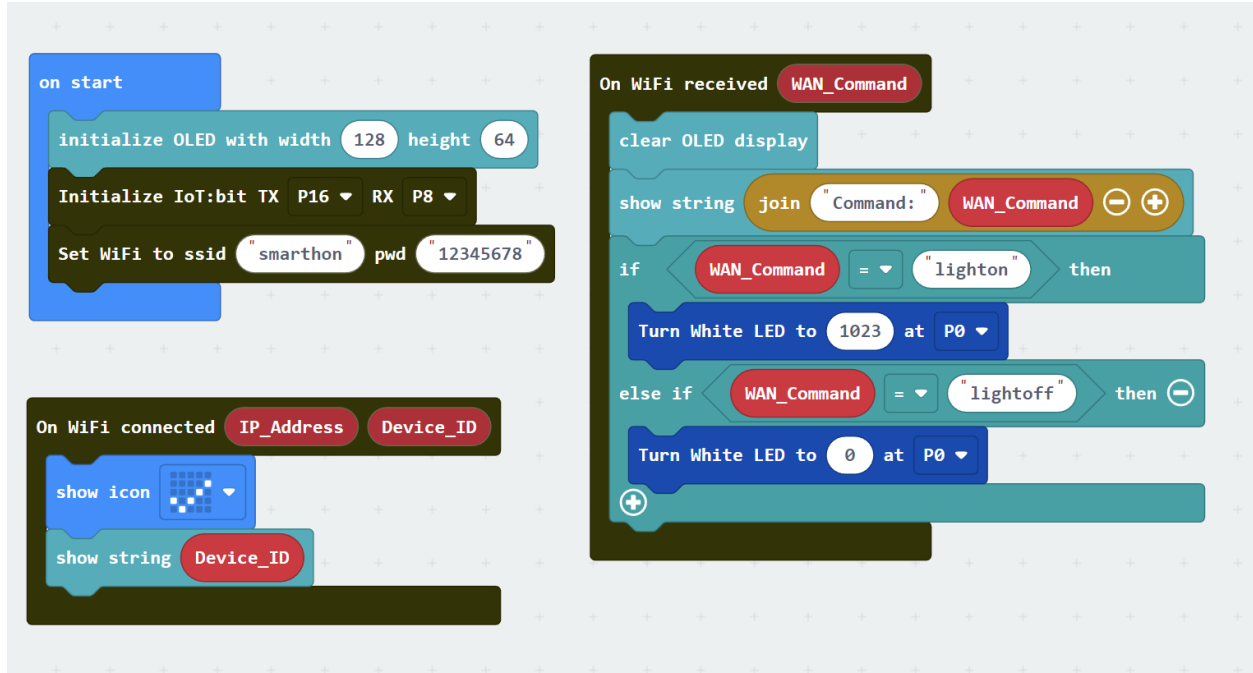 on start
initialize OLED with width 128 height 64
Initialize IoT:bit TX P16 RX P8
Set WiFi to ssid "smarthon" pwd "12345678"
On WiFi connected IP_Address Device_ID
show icon
show string Device_ID
On WiFi received WAN_Command
clear OLED display
show string join "Command:" WAN_Command
if WAN_Command = "lighton" then
Turn White LED to 1023 at P0
else if WAN_Command = "lightoff" then
Turn White LED to 0 at P0